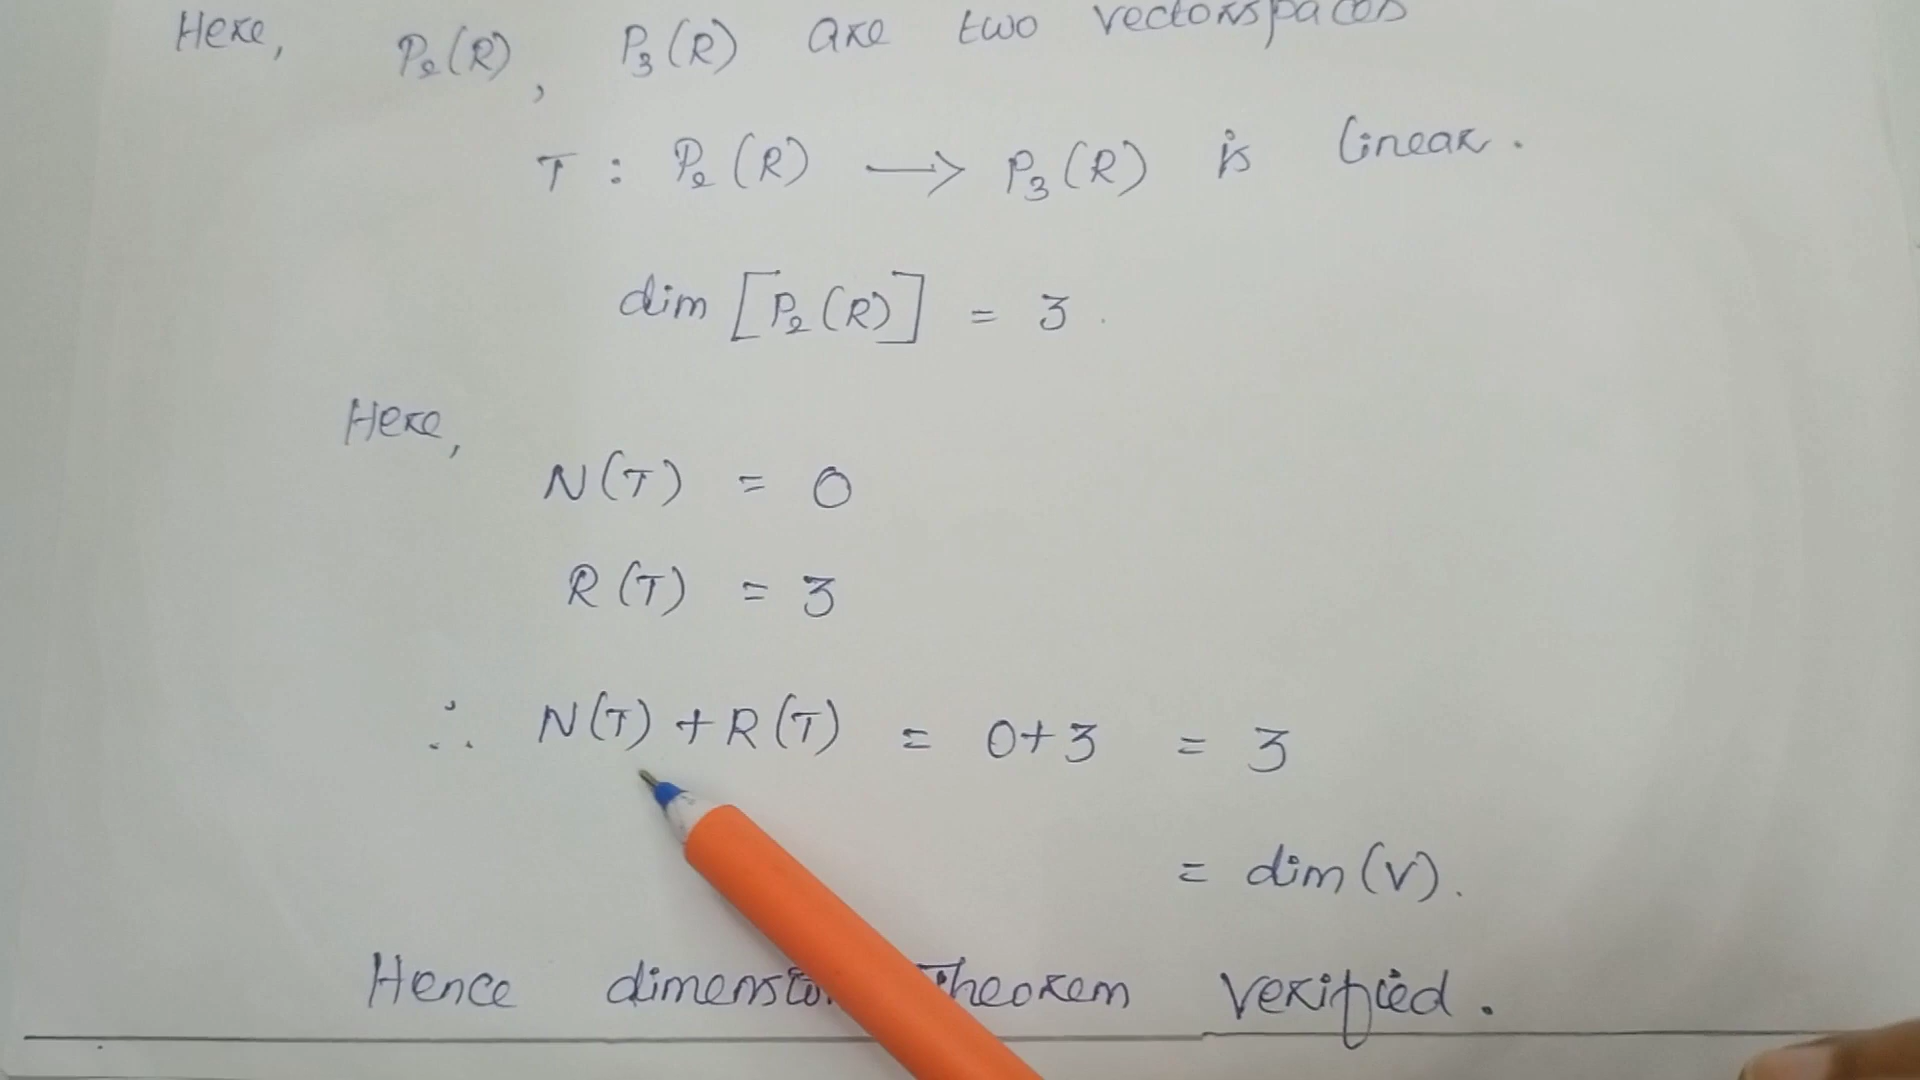 Here, P₂(R), P₃(R) are two vectorspaces
T : P₂(R) → P₃(R) is linear.
dim [P₂(R)] = 3.
Here,
N(T) = 0
R(T) = 3
∴ N(T) + R(T) = 0+3 = 3
= dim(V).
Hence theorem verified.